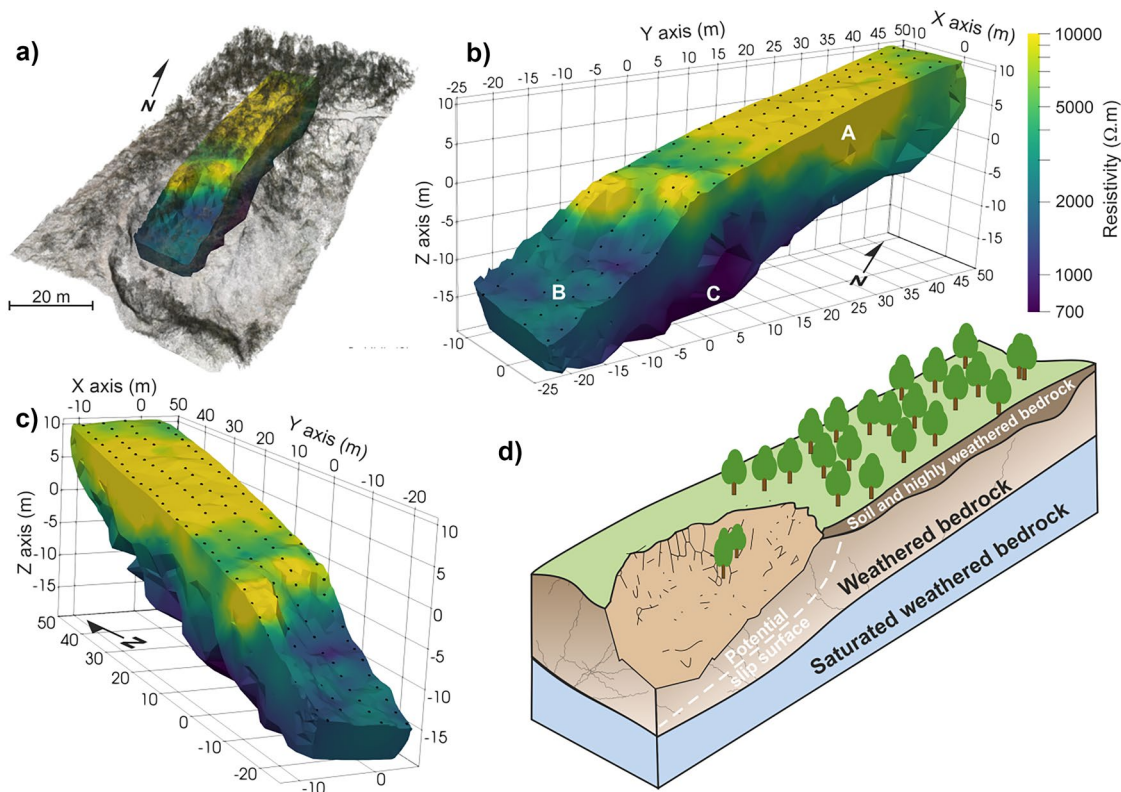 a)
N
20 m
b)
Y axis (m)
X axis (m)
-25 -20 -15 -10 -5 0 5 10 15 20 25 30 35 40 45 50 10 0
10
5
0
-5
-10
-15
Z axis (m)
10
5
0
-5
-10
-15
A
B
C
N
-10 0
-25 -20 -15 -10 -5 0 5 10 15 20 25 30 35 40 45 50
10000
5000
2000
1000
700
Resistivity (Ω.m)
c)
X axis (m)
-10 0 50 40 30 20 10 0 -10 -20
Y axis (m)
10
5
0
-5
-10
-15
Z axis (m)
10
5
0
-5
-10
-15
N
50 40 30 20 10 0 -10 -20
-10 0
d)
Soil and highly weathered bedrock
Weathered bedrock
Saturated weathered bedrock
Potential
slip surface